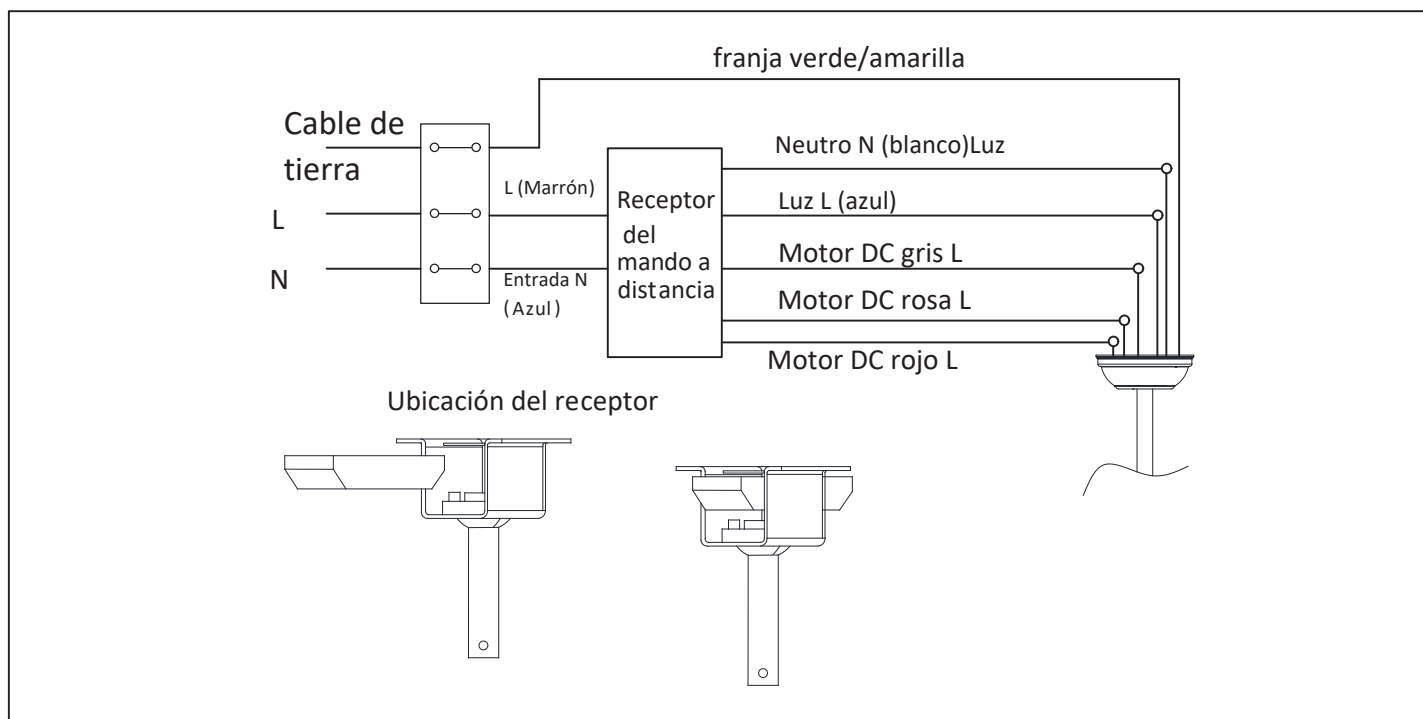 franja verde/amarilla
Cable de
tierra
L
N
L (Marrón)
Entrada N
(Azul)
Receptor
del
mando a
distancia
Neutro N (blanco)Luz
Luz L (azul)
Motor DC gris L
Motor DC rosa L
Motor DC rojo L
Ubicación del receptor